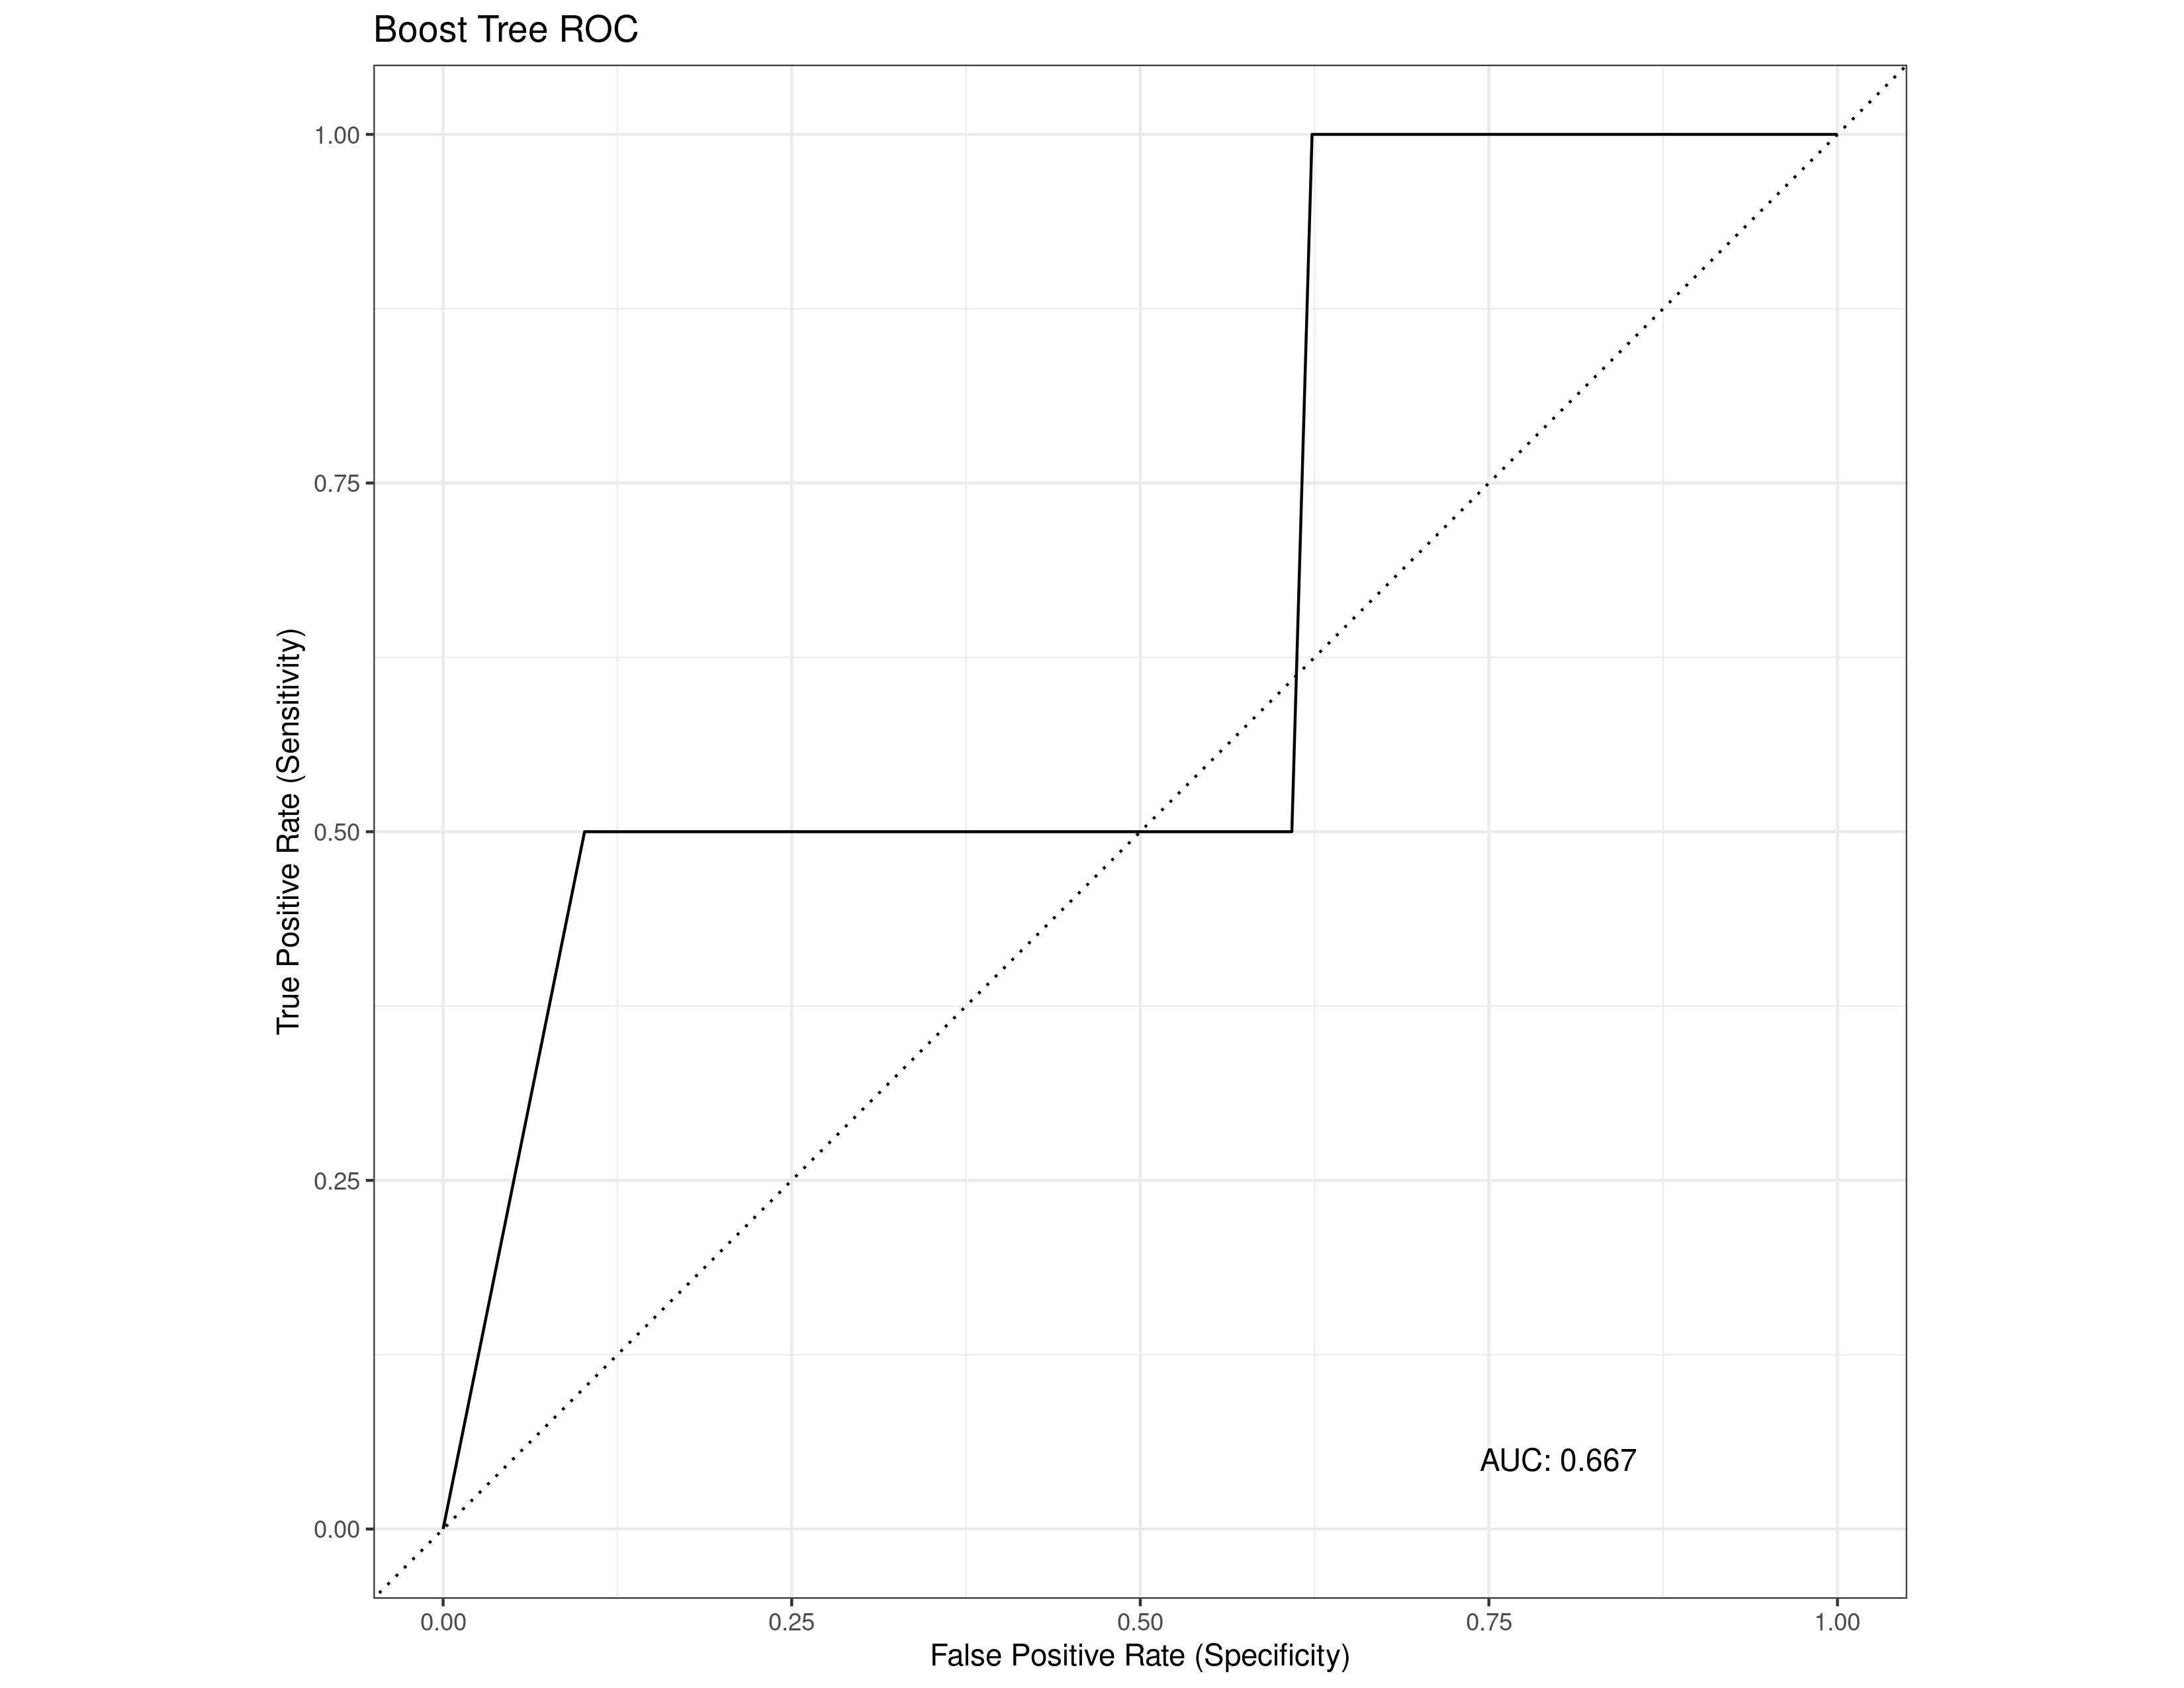 Boost Tree ROC
True Positive Rate (Sensitivity)
1.00
0.75
0.50
0.25
0.00
AUC: 0.667
0.00 0.25 0.50 0.75 1.00
False Positive Rate (Specificity)